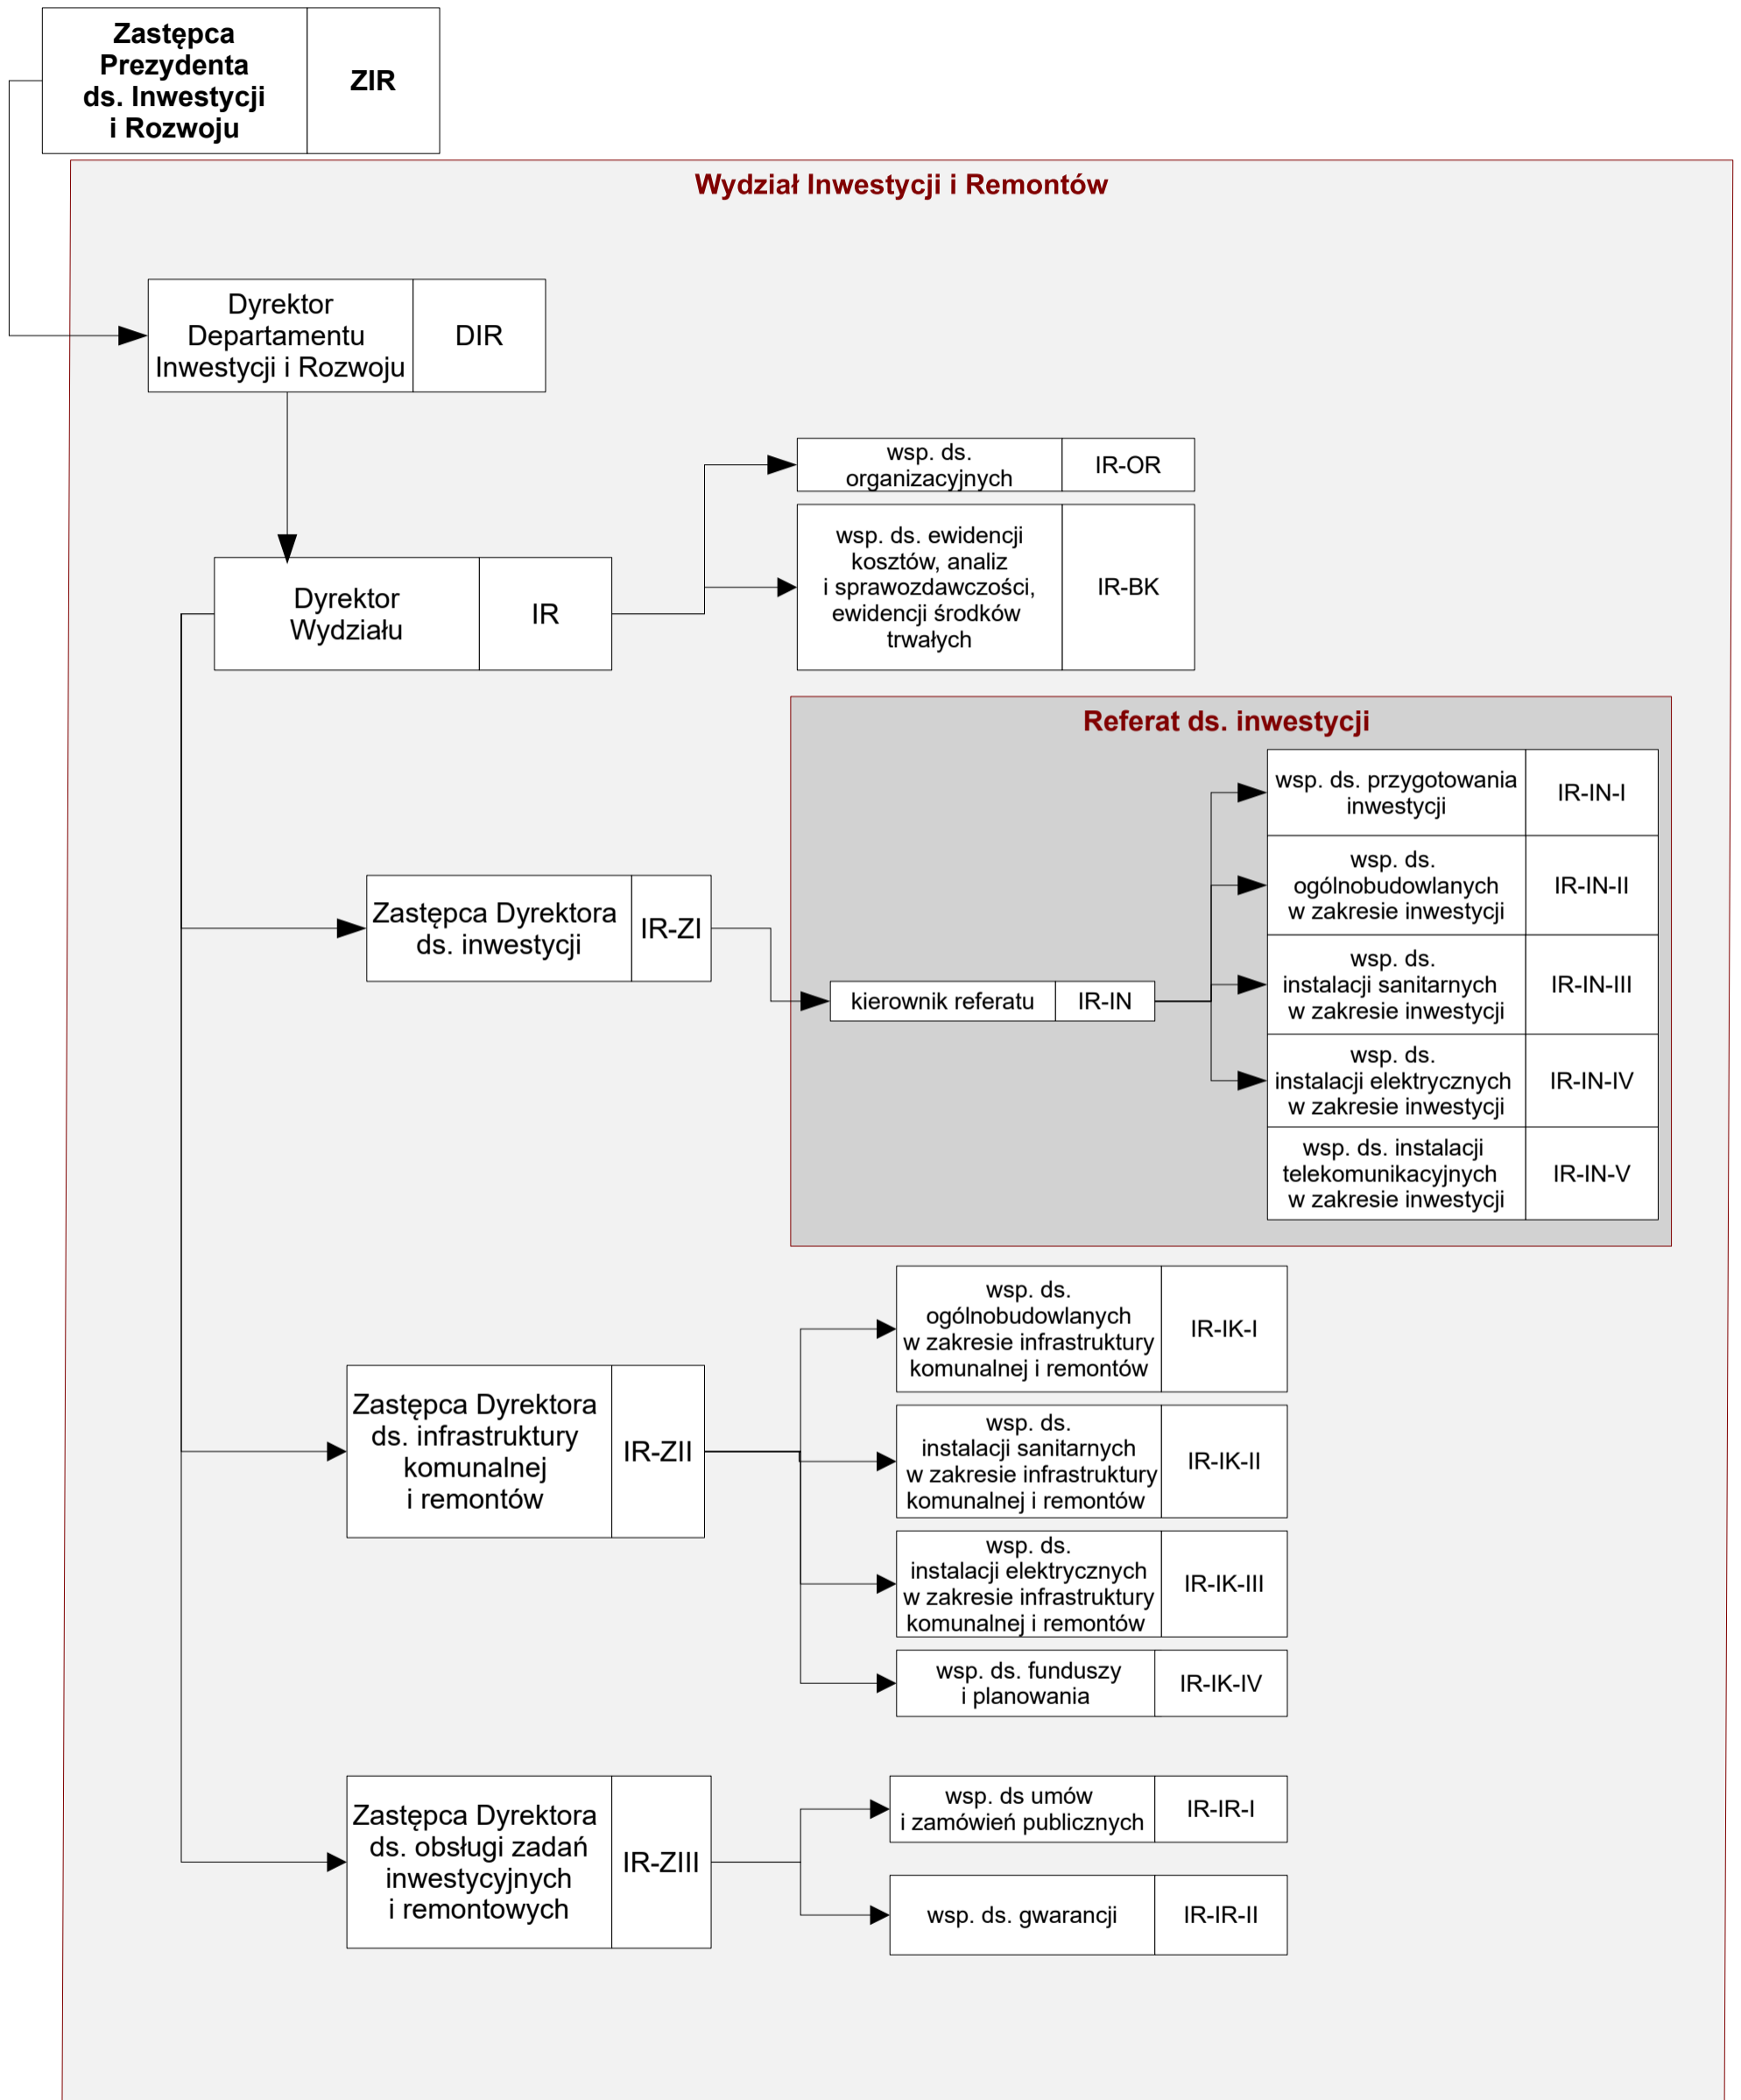 Zastępca
Prezydenta
ds. Inwestycji
i Rozwoju
ZIR
Wydział Inwestycji i Remontów
Dyrektor
Departamentu
Inwestycji i Rozwoju
DIR
wsp. ds.
organizacyjnych
IR-OR
wsp. ds. ewidencji
kosztów, analiz
i sprawozdawczości,
ewidencji środków
trwałych
IR-BK
Dyrektor
Wydziału
IR
Referat ds. inwestycji
wsp. ds. przygotowania
inwestycji
IR-IN-I
wsp. ds.
ogólnobudowlanych
w zakresie inwestycji
IR-IN-II
Zastępca Dyrektora
ds. inwestycji
IR-ZI
wsp. ds.
instalacji sanitarnych
w zakresie inwestycji
IR-IN-III
kierownik referatu
IR-IN
wsp. ds.
instalacji elektrycznych
w zakresie inwestycji
IR-IN-IV
wsp. ds. instalacji
telekomunikacyjnych
w zakresie inwestycji
IR-IN-V
wsp. ds.
ogólnobudowlanych
w zakresie infrastruktury
komunalnej i remontów
IR-IK-I
Zastępca Dyrektora
ds. infrastruktury
komunalnej
i remontów
IR-ZII
wsp. ds.
instalacji sanitarnych
w zakresie infrastruktury
komunalnej i remontów
IR-IK-II
wsp. ds.
instalacji elektrycznych
w zakresie infrastruktury
komunalnej i remontów
IR-IK-III
wsp. ds. funduszy
i planowania
IR-IK-IV
Zastępca Dyrektora
ds. obsługi zadań
inwestycyjnych
i remontowych
IR-ZIII
wsp. ds umów
i zamówień publicznych
IR-IR-I
wsp. ds. gwarancji
IR-IR-II